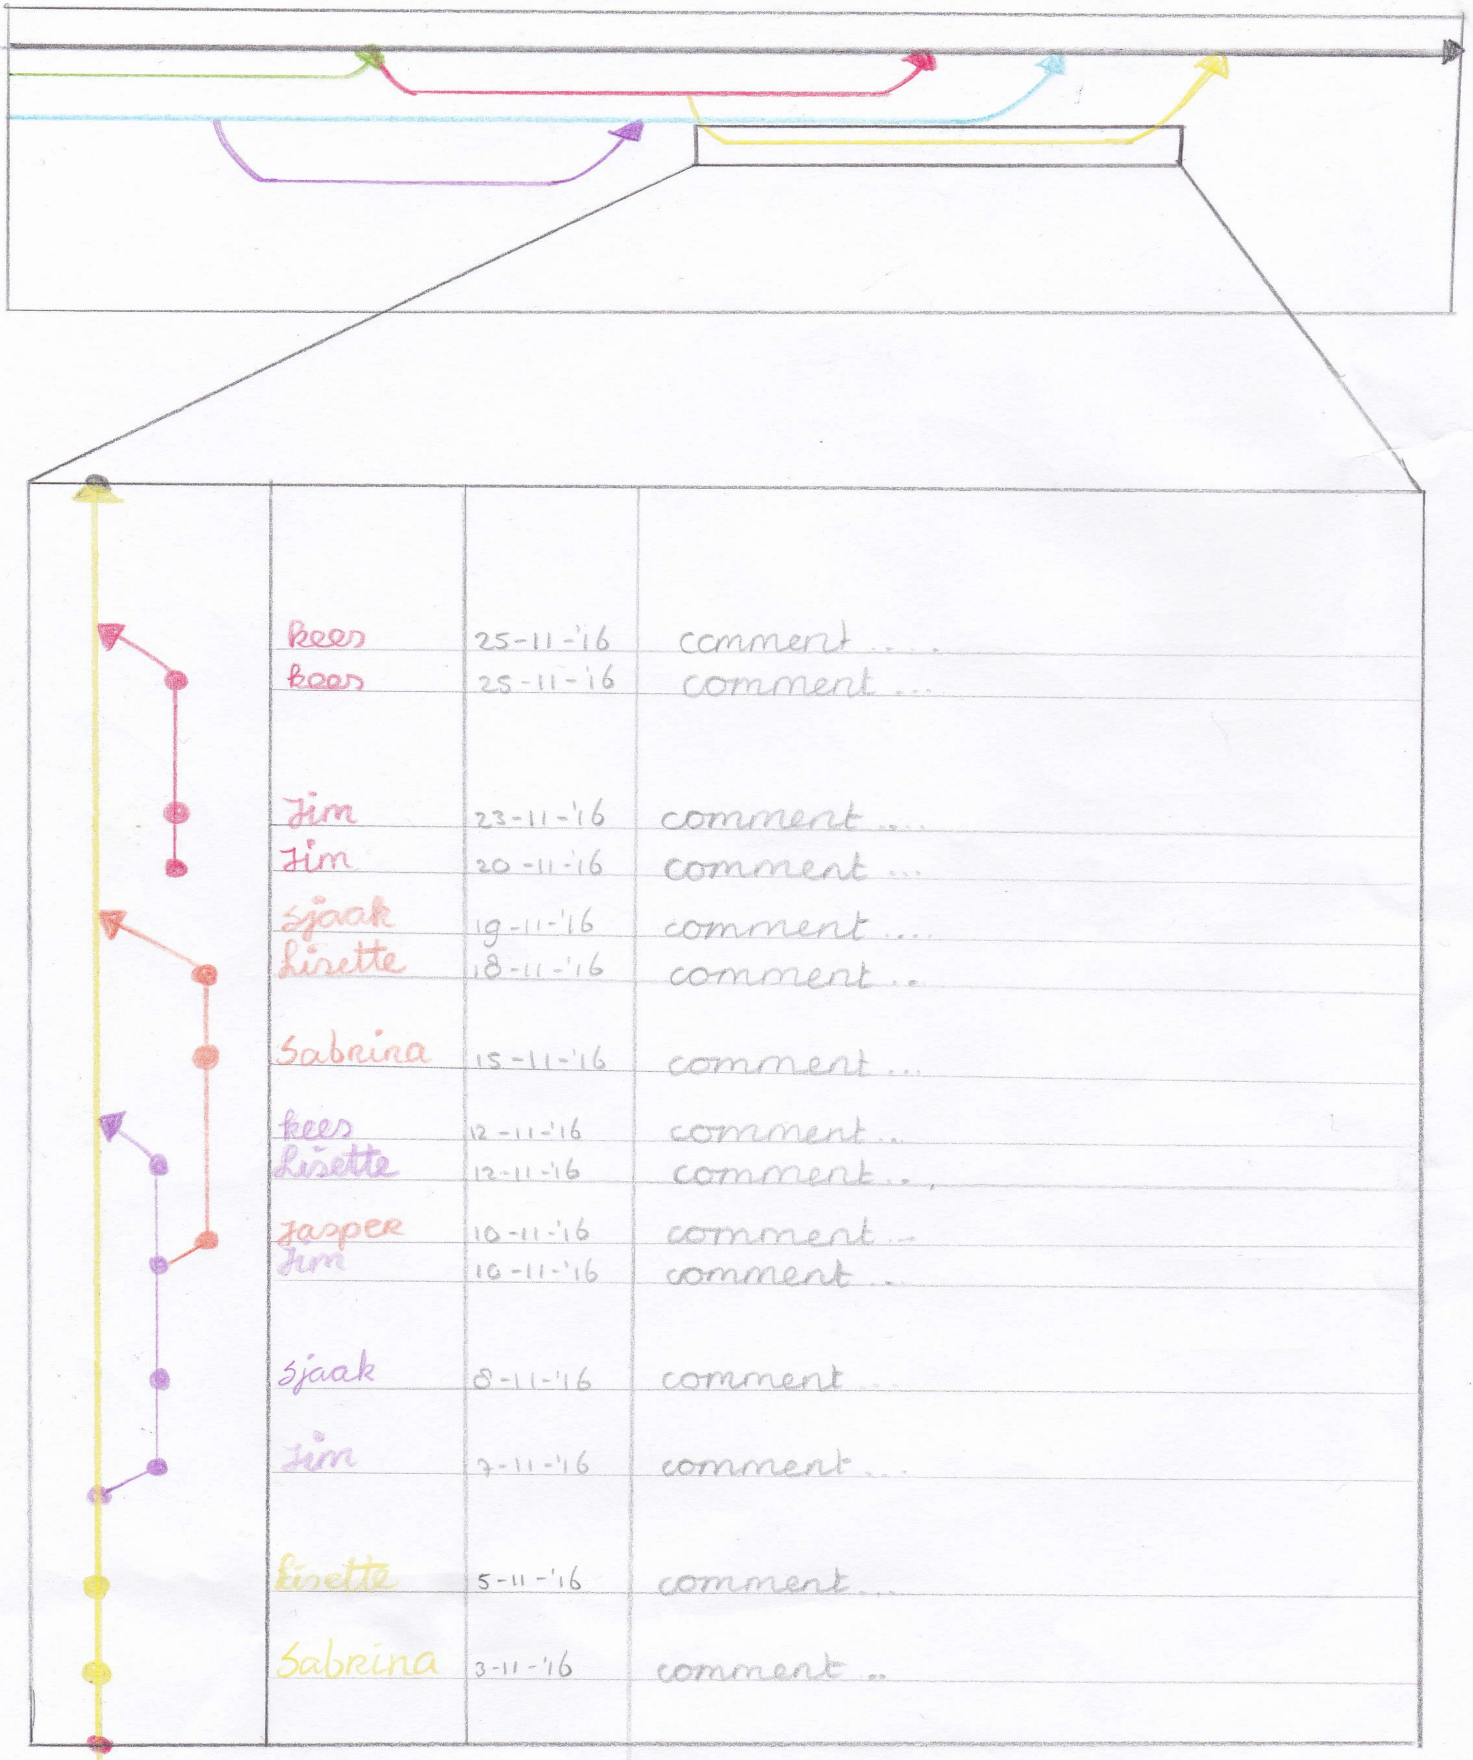 kees 25-11-'16 comment ....
kees 25-11-'16 comment ...
Jim 23-11-'16 comment ....
Jim 20-11-'16 comment ...
sjaak 19-11-'16 comment ....
Lisette 18-11-'16 comment ..
Sabrina 15-11-'16 comment ...
kees 12-11-'16 comment ..
Lisette 12-11-'16 comment ...
Jasper 10-11-'16 comment ..
Jim 10-11-'16 comment ..
sjaak 8-11-'16 comment ...
Jim 7-11-'16 comment ...
Lisette 5-11-'16 comment ...
Sabrina 3-11-'16 comment ..